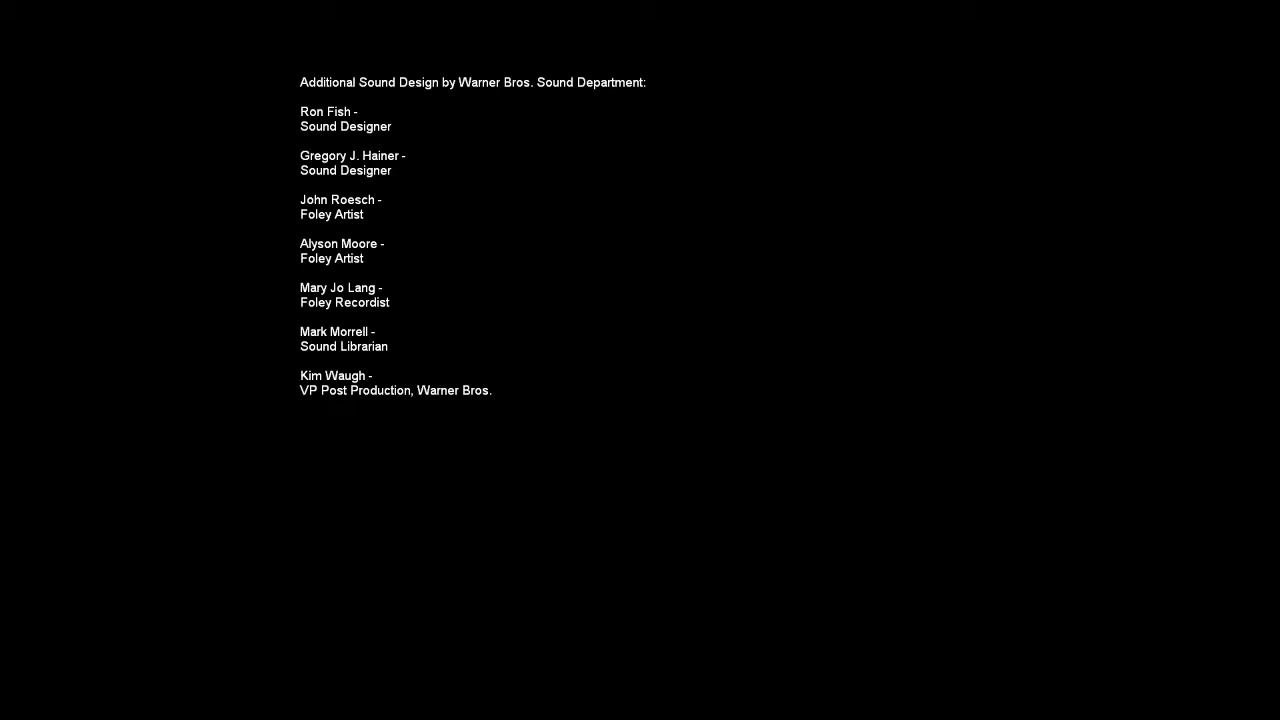 Additional Sound Design by Warner Bros. Sound Department:
Ron Fish -
Sound Designer
Gregory J. Hainer -
Sound Designer
John Roesch -
Foley Artist
Alyson Moore -
Foley Artist
Mary Jo Lang -
Foley Recordist
Mark Morrell -
Sound Librarian
Kim Waugh -
VP Post Production, Warner Bros.